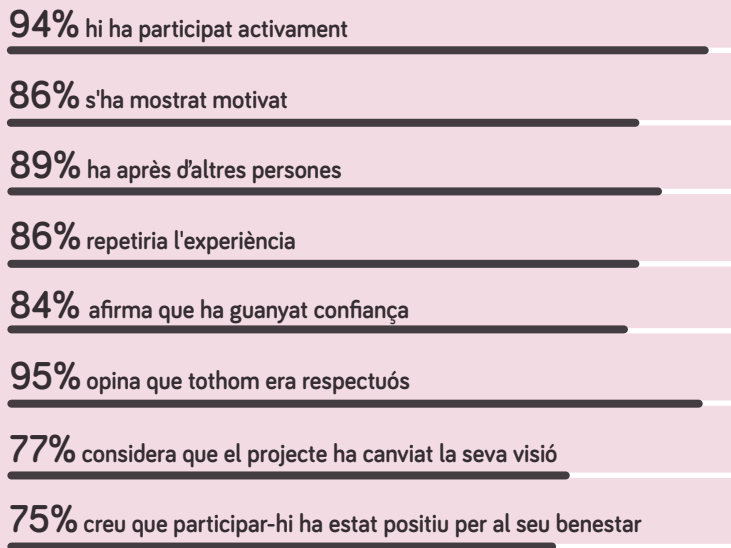 94% hi ha participat activament
86% s'ha mostrat motivat
89% ha après d’altres persones
86% repetiria l'experiència
84% afirma que ha guanyat confiança
95% opina que tothom era respectuós
77% considera que el projecte ha canviat la seva visió
75% creu que participar-hi ha estat positiu per al seu benestar